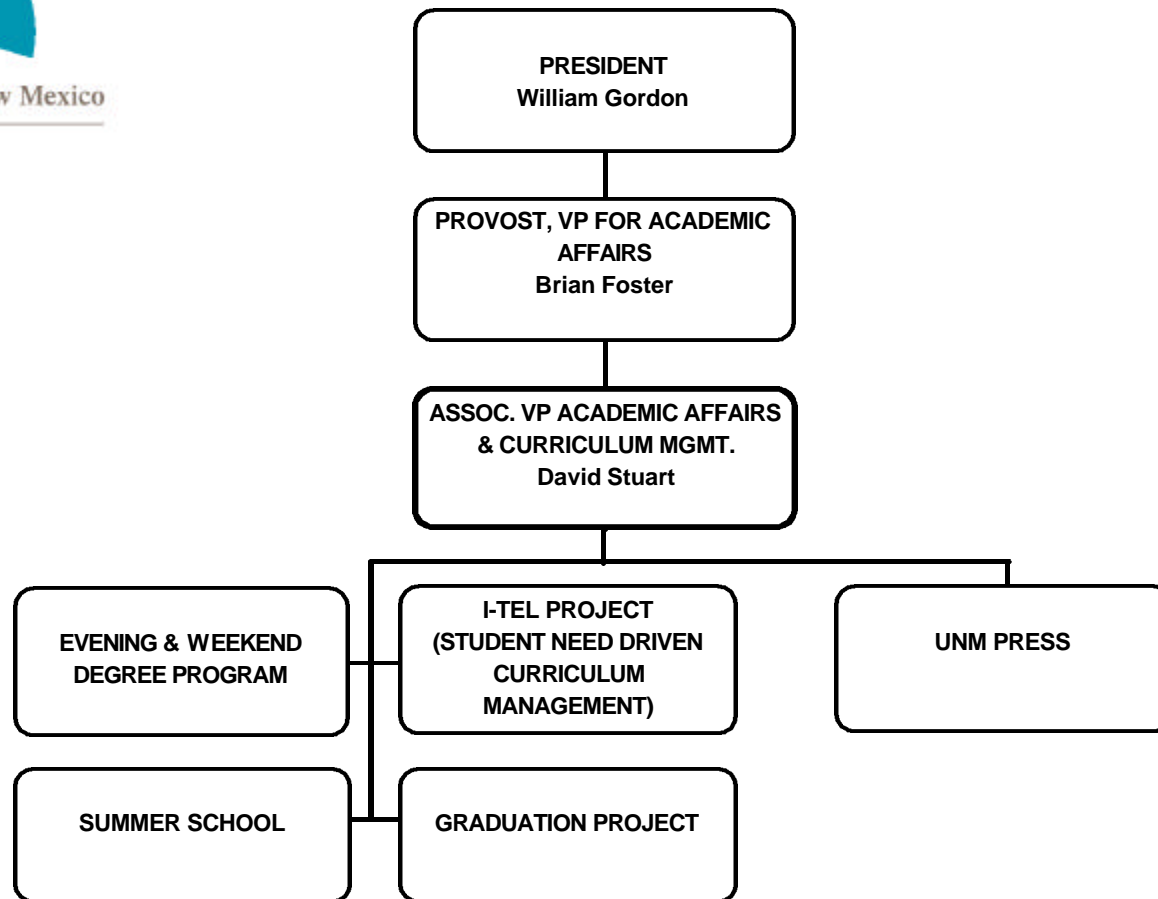 w Mexico
PRESIDENT
William Gordon
PROVOST, VP FOR ACADEMIC
AFFAIRS
Brian Foster
ASSOC. VP ACADEMIC AFFAIRS
& CURRICULUM MGMT.
David Stuart
EVENING & WEEKEND
DEGREE PROGRAM
I-TEL PROJECT
(STUDENT NEED DRIVEN
CURRICULUM
MANAGEMENT)
UNM PRESS
SUMMER SCHOOL
GRADUATION PROJECT